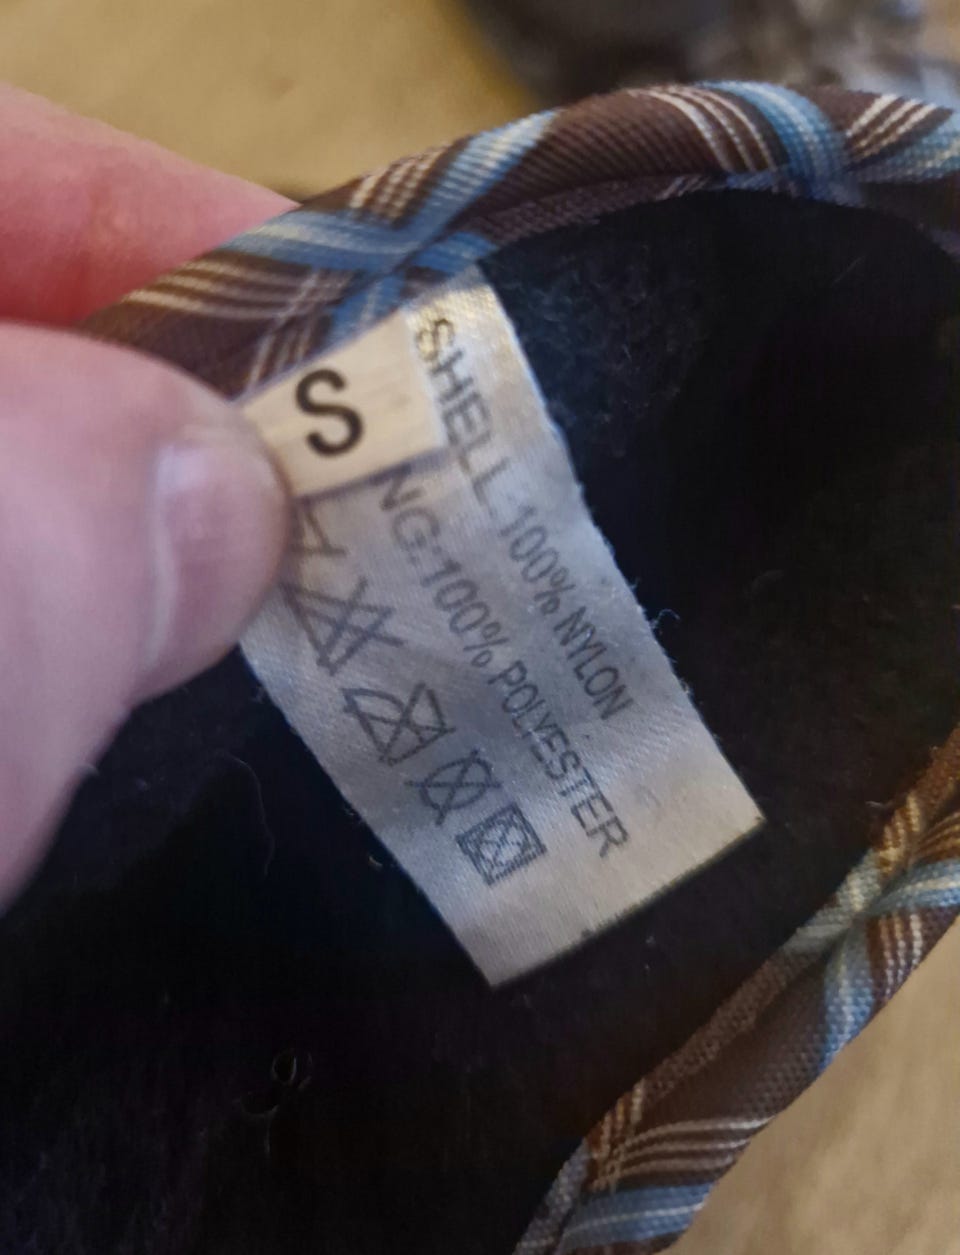 S
SHELL 100% NYLON
NG:100% POLYESTER